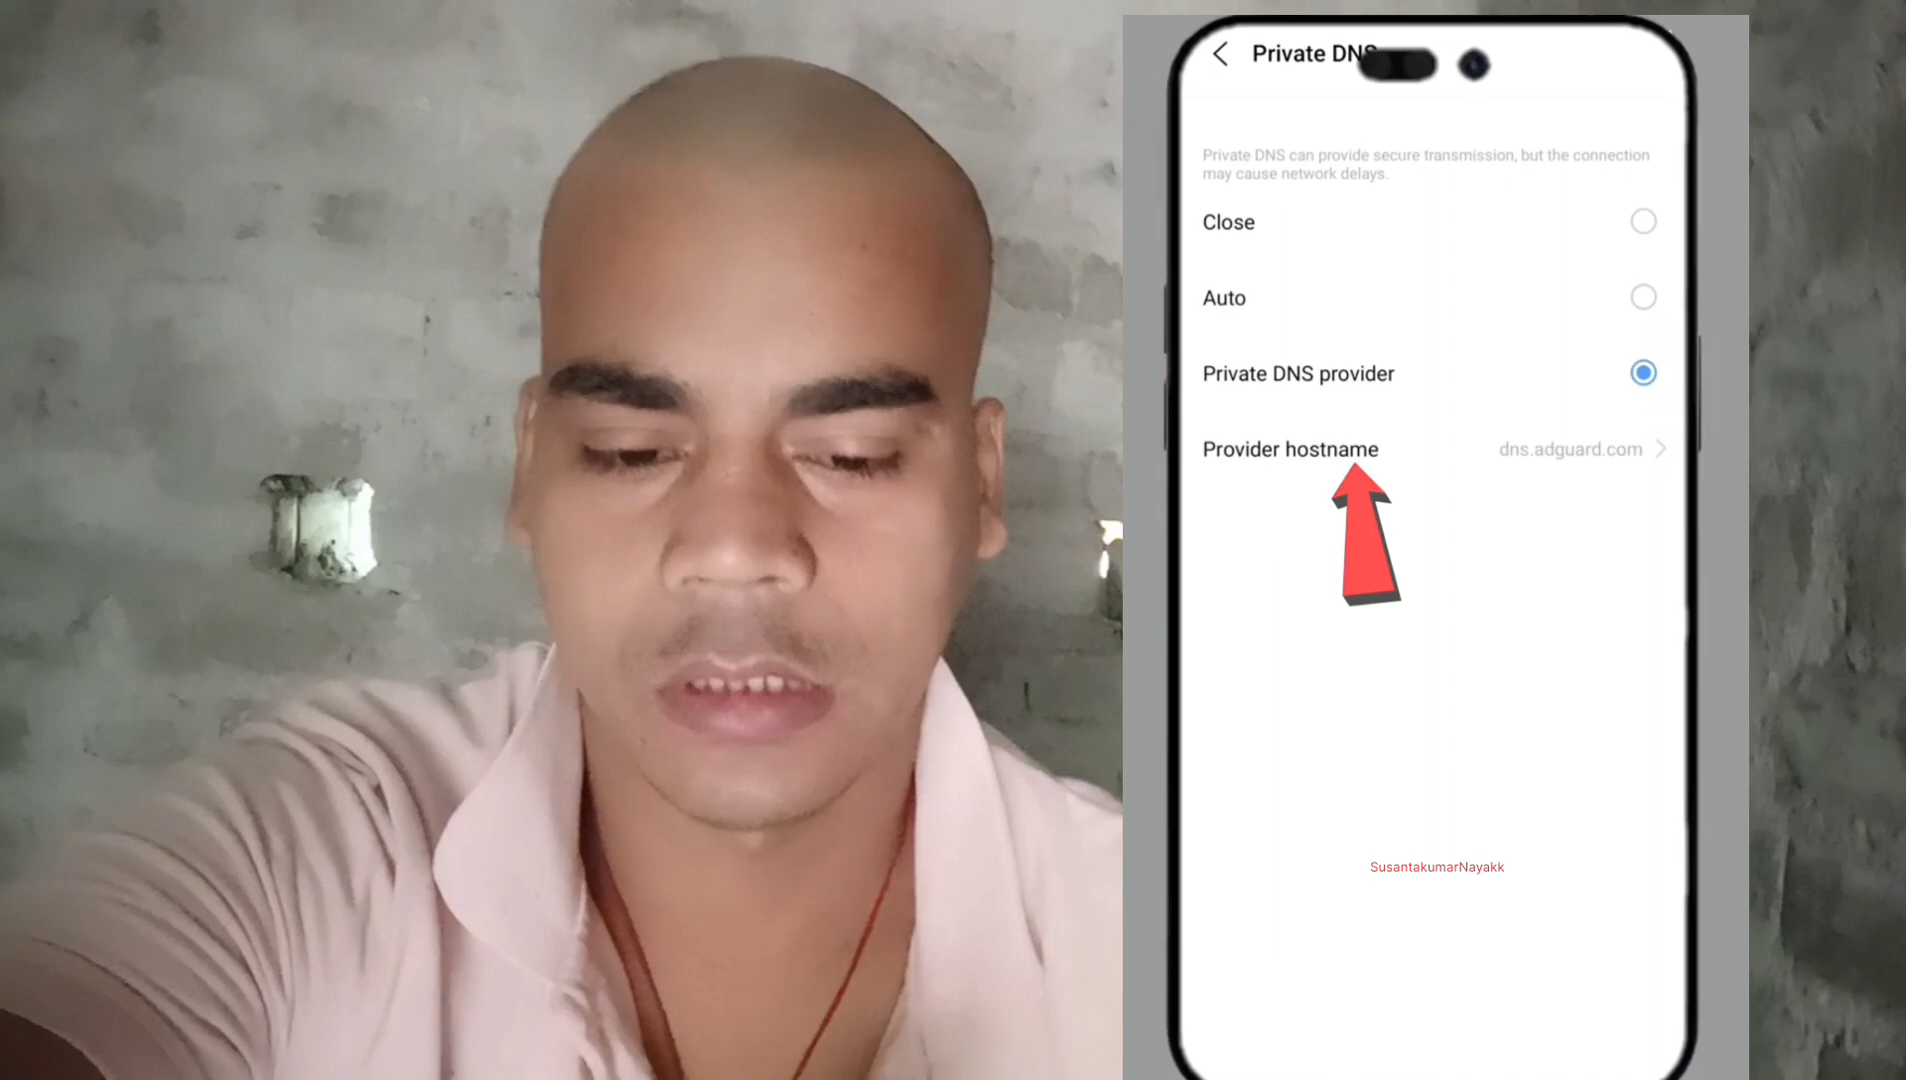 Private DNS
Private DNS can provide secure transmission, but the connection
may cause network delays.
Close
Auto
Private DNS provider
Provider hostname dns.adguard.com
SusantakumarNayakk